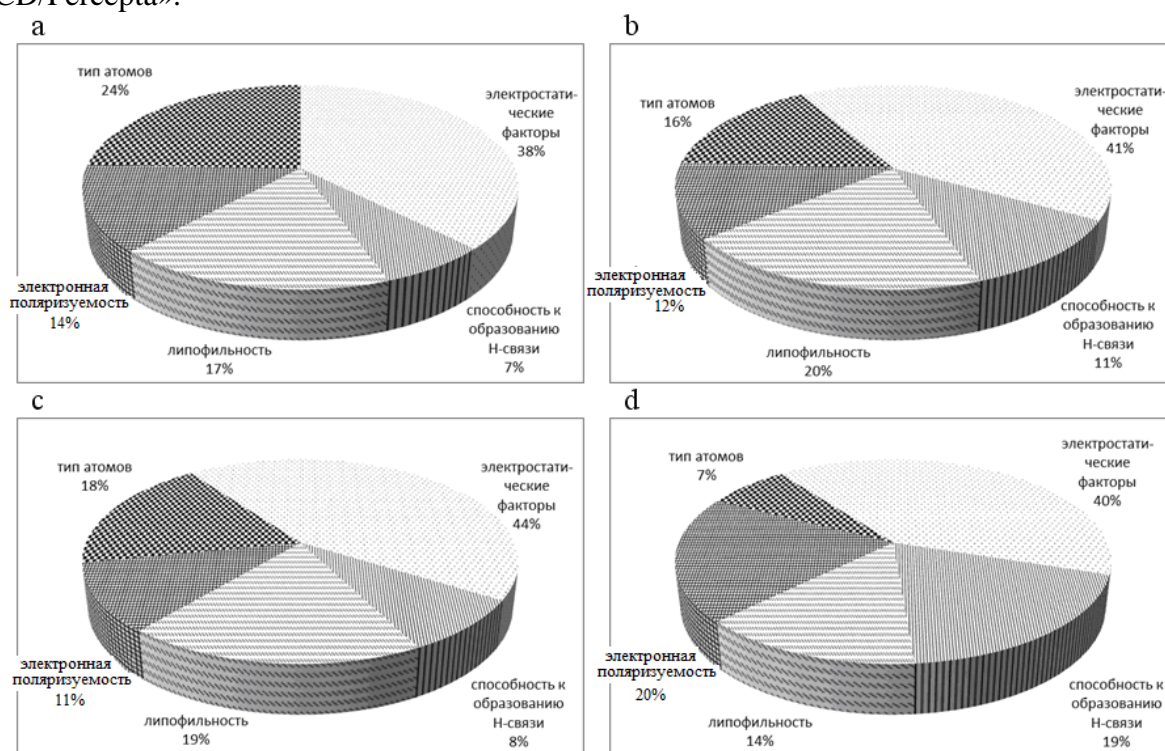 CD/Percepta».
a
тип атомов
24%
электростати-
ческие
факторы
38%
электронная
поляризуемость
14%
липофильность
17%
способность к
образованию
Н-связи
7%
b
тип атомов
16%
электростати-
ческие
факторы
41%
электронная
поляризуемость
12%
липофильность
20%
способность к
образованию
Н-связи
11%
c
тип атомов
18%
электростати-
ческие
факторы
44%
электронная
поляризуемость
11%
липофильность
19%
способность к
образованию
Н-связи
8%
d
тип атомов
7%
электростати-
ческие
факторы
40%
электронная
поляризуемость
20%
липофильность
14%
способность к
образованию
Н-связи
19%